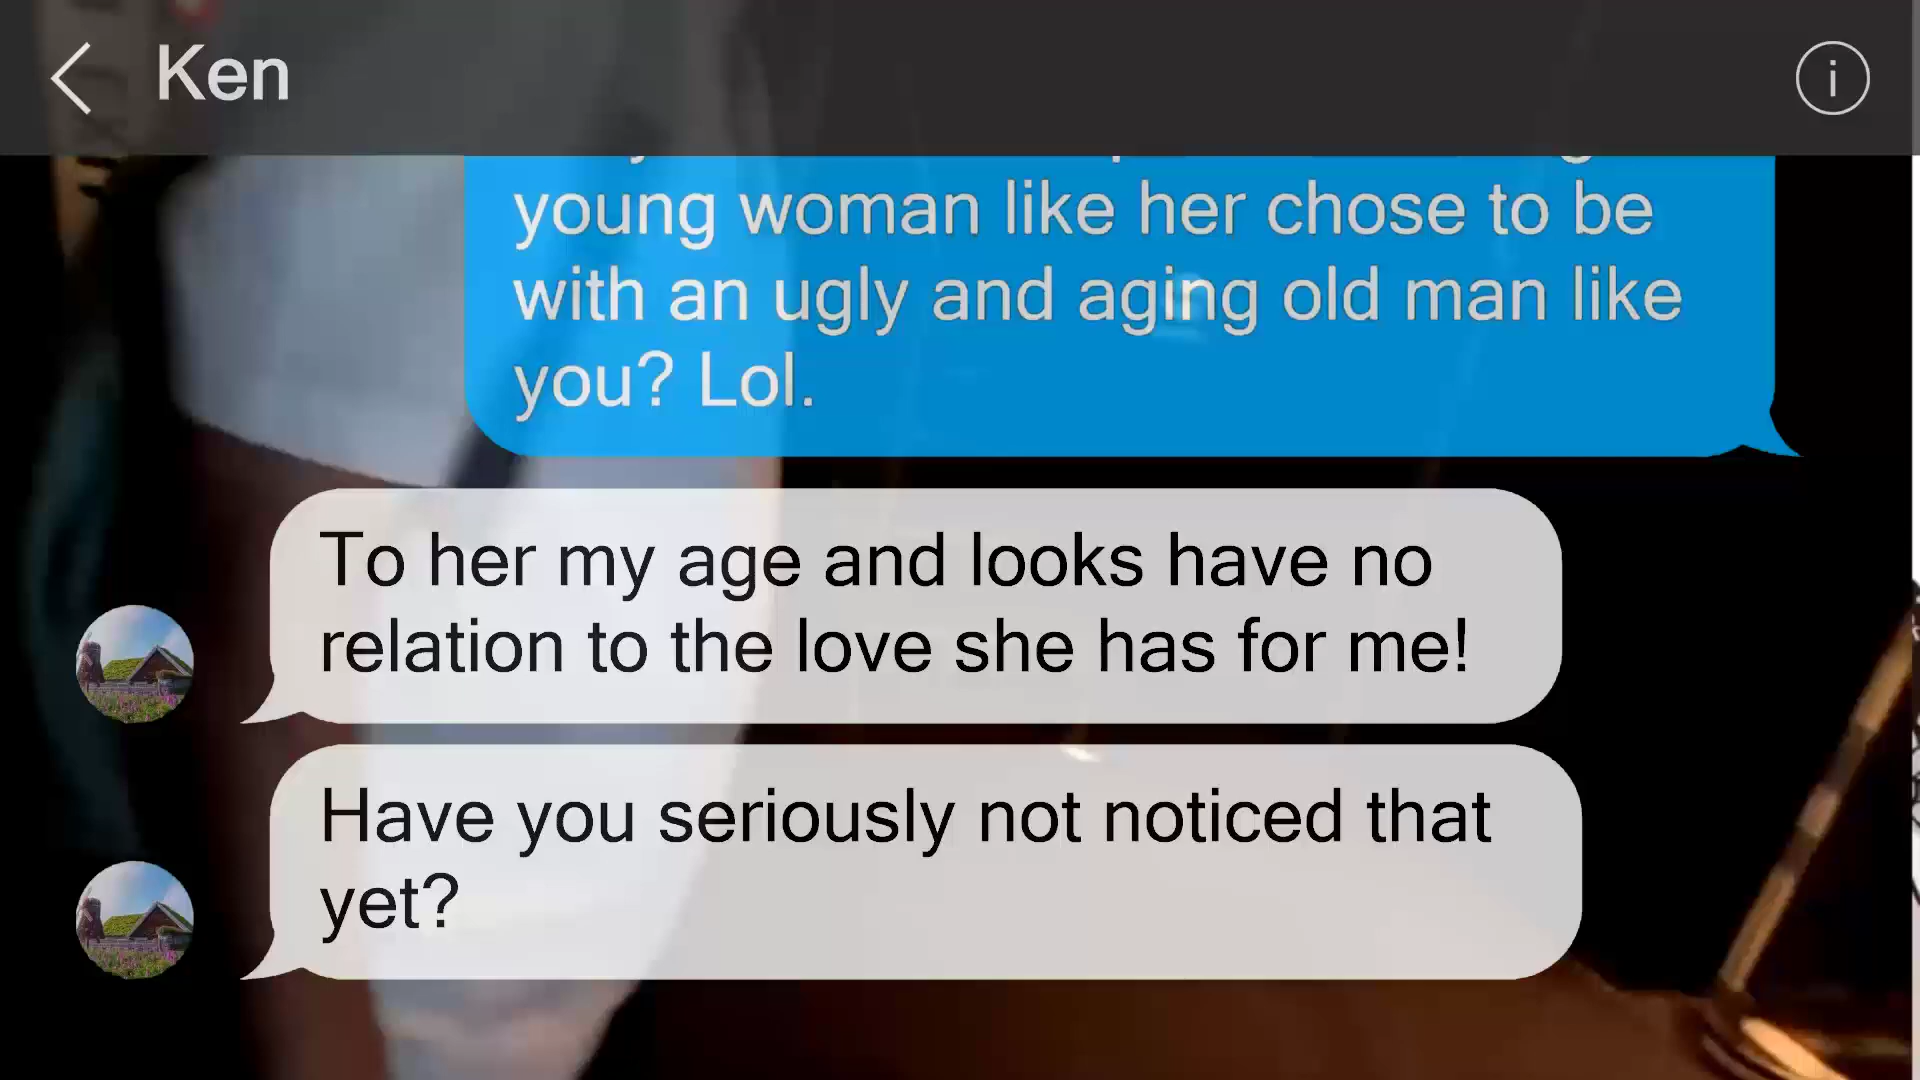 Ken
young woman like her chose to be
with an ugly and aging old man like
you? Lol.
To her my age and looks have no
relation to the love she has for me!
Have you seriously not noticed that
yet?